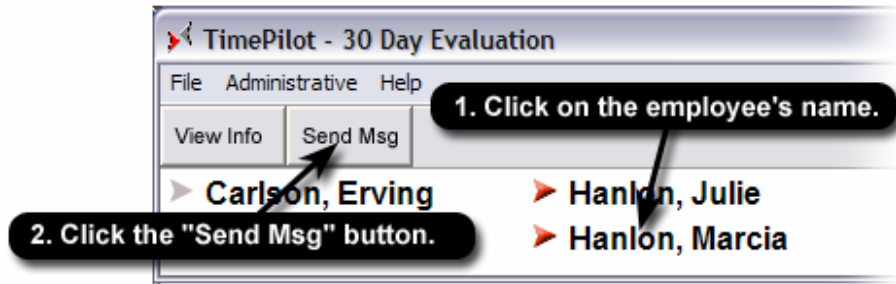 TimePilot - 30 Day Evaluation
File Administrative Help
1. Click on the employee's name.
View Info Send Msg
Carlson, Erving Hanlon, Julie
2. Click the "Send Msg" button.
Hanlon, Marcia